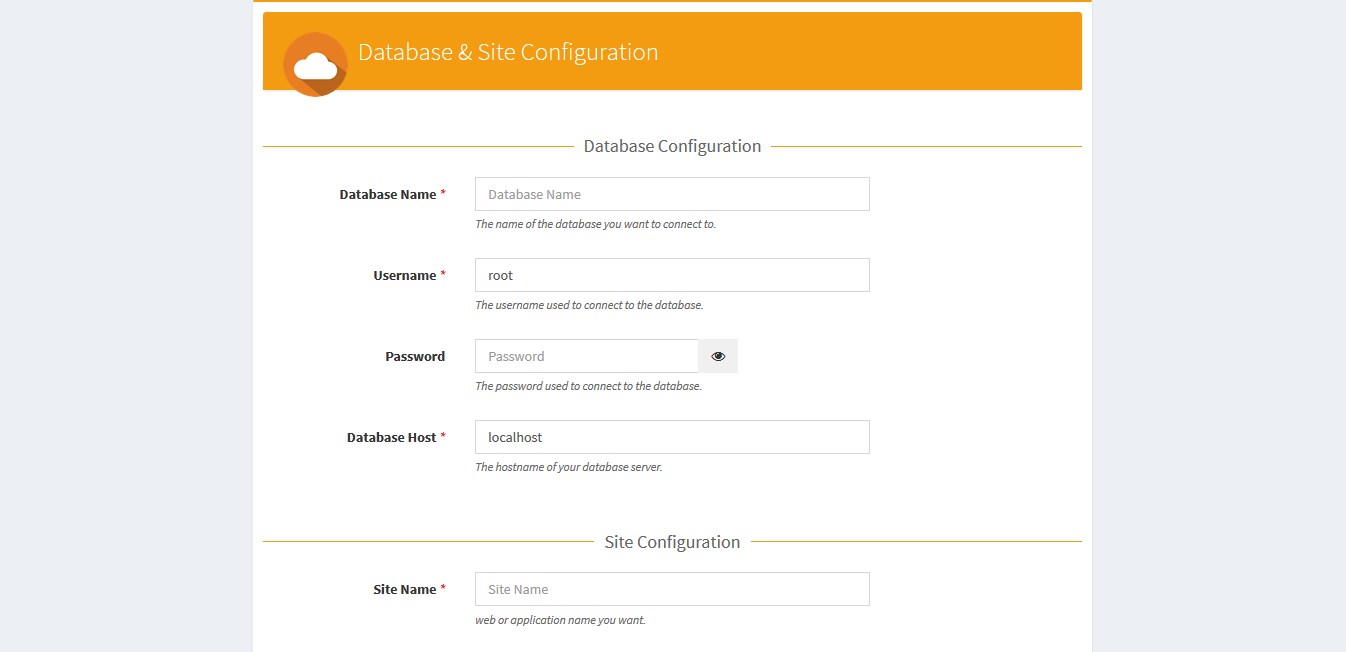 Database & Site Configuration
Database Configuration
Database Name *
Database Name
The name of the database you want to connect to.
Username *
root
The username used to connect to the database.
Password
Password
The password used to connect to the database.
Database Host *
localhost
The hostname of your database server.
Site Configuration
Site Name *
Site Name
web or application name you want.